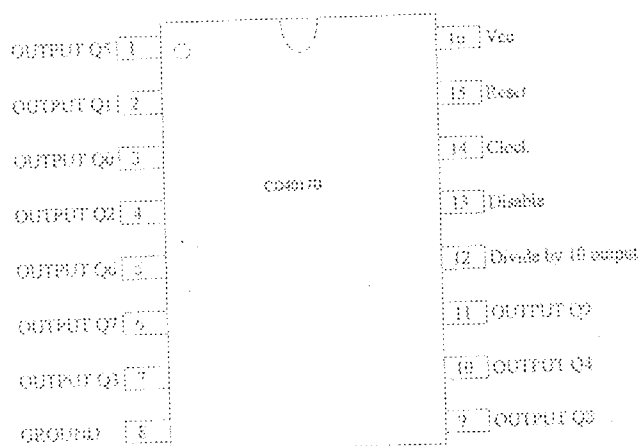 OUTPUT Q5 1
16 Vcc
OUTPUT Q1 2
15 Reset
OUTPUT Q0 3
14 Clock
CD4017B
OUTPUT Q2 4
13 Disable
OUTPUT Q6 5
12 Divide by 10 output
OUTPUT Q7 6
11 OUTPUT Q9
OUTPUT Q3 7
10 OUTPUT Q4
GROUND 8
9 OUTPUT